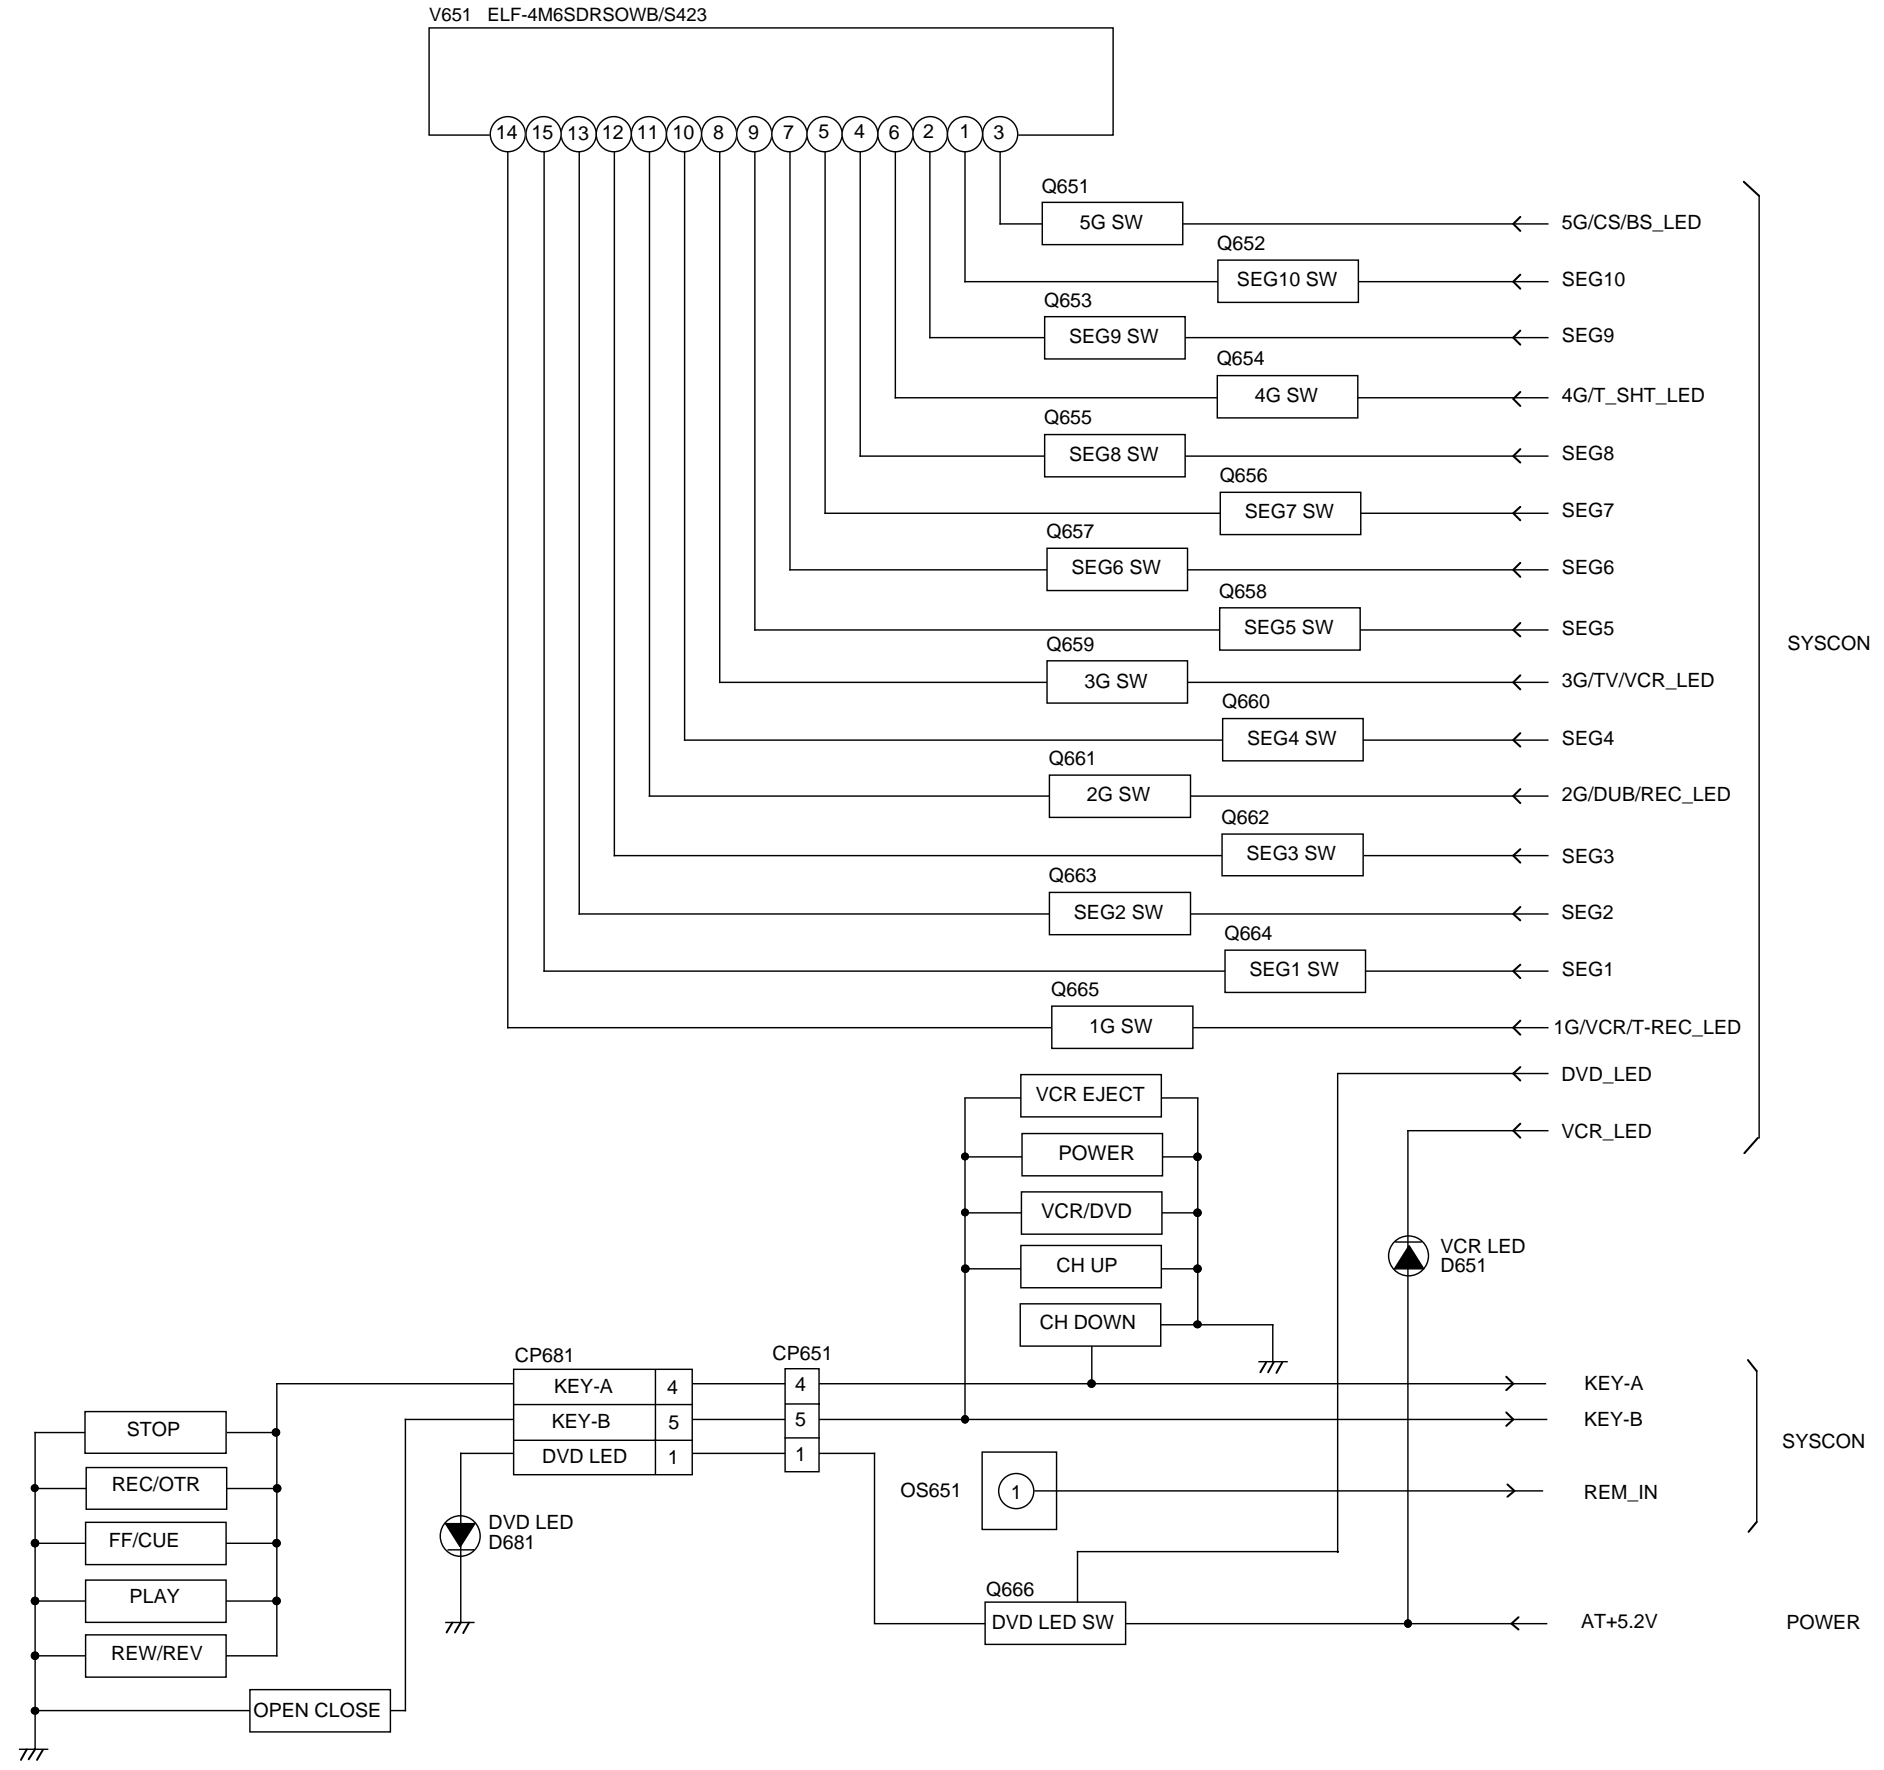 V651 ELF-4M6SDRSOWB/S423
14 15 13 12 11 10 8 9 7 5 4 6 2 1 3
Q651
5G SW
5G/CS/BS_LED
Q652
SEG10 SW
SEG10
Q653
SEG9 SW
SEG9
Q654
4G SW
4G/T_SHT_LED
Q655
SEG8 SW
SEG8
Q656
SEG7 SW
SEG7
Q657
SEG6 SW
SEG6
Q658
SEG5 SW
SEG5
SYSCON
Q659
3G SW
3G/TV/VCR_LED
Q660
SEG4 SW
SEG4
Q661
2G SW
2G/DUB/REC_LED
Q662
SEG3 SW
SEG3
Q663
SEG2 SW
SEG2
Q664
SEG1 SW
SEG1
Q665
1G SW
1G/VCR/T-REC_LED
DVD_LED
VCR EJECT
VCR_LED
POWER
VCR/DVD
CH UP
VCR LED
D651
CH DOWN
CP681
CP651
KEY-A 4
4
KEY-A
KEY-B 5
5
KEY-B
DVD LED 1
1
SYSCON
STOP
REC/OTR
FF/CUE
PLAY
REW/REV
OPEN CLOSE
DVD LED
D681
OS651
1
REM_IN
Q666
DVD LED SW
AT+5.2V
POWER